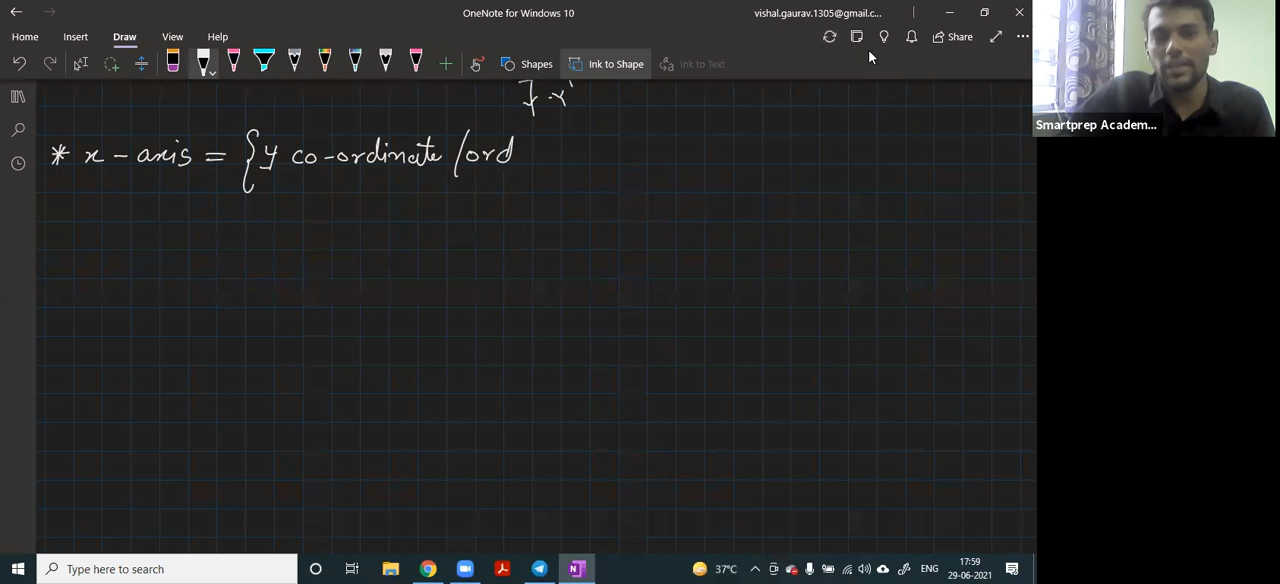 OneNote for Windows 10
vishal.gaurav.1305@gmail.c...
Home Insert Draw View Help
Share
Shapes Ink to Shape Ink to Text
* x - axis = { y co-ordinate / ord
Smartprep Academ...
Type here to search
37°C
ENG
17:59
29-06-2021